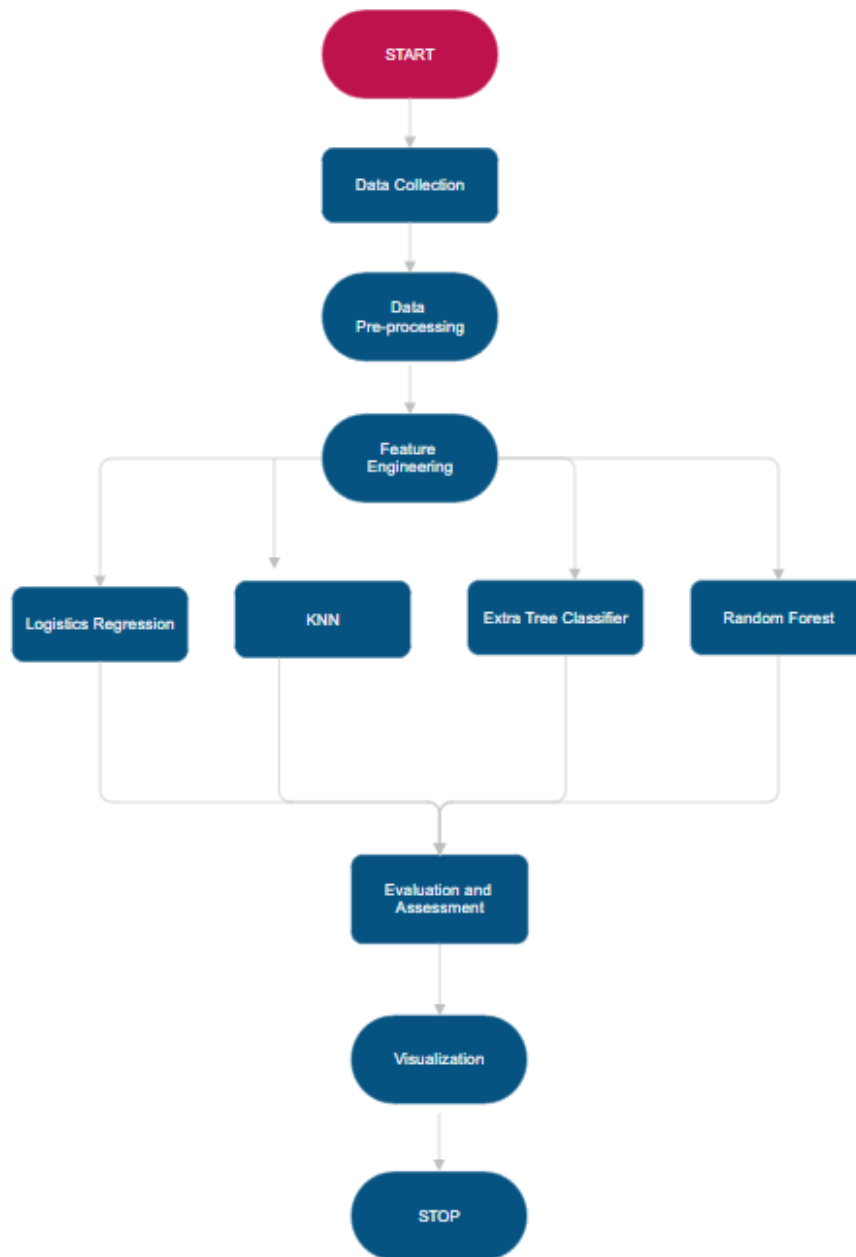 START
Data Collection
Data
Pre-processing
Feature
Engineering
Logistics Regression
KNN
Extra Tree Classifier
Random Forest
Evaluation and
Assessment
Visualization
STOP